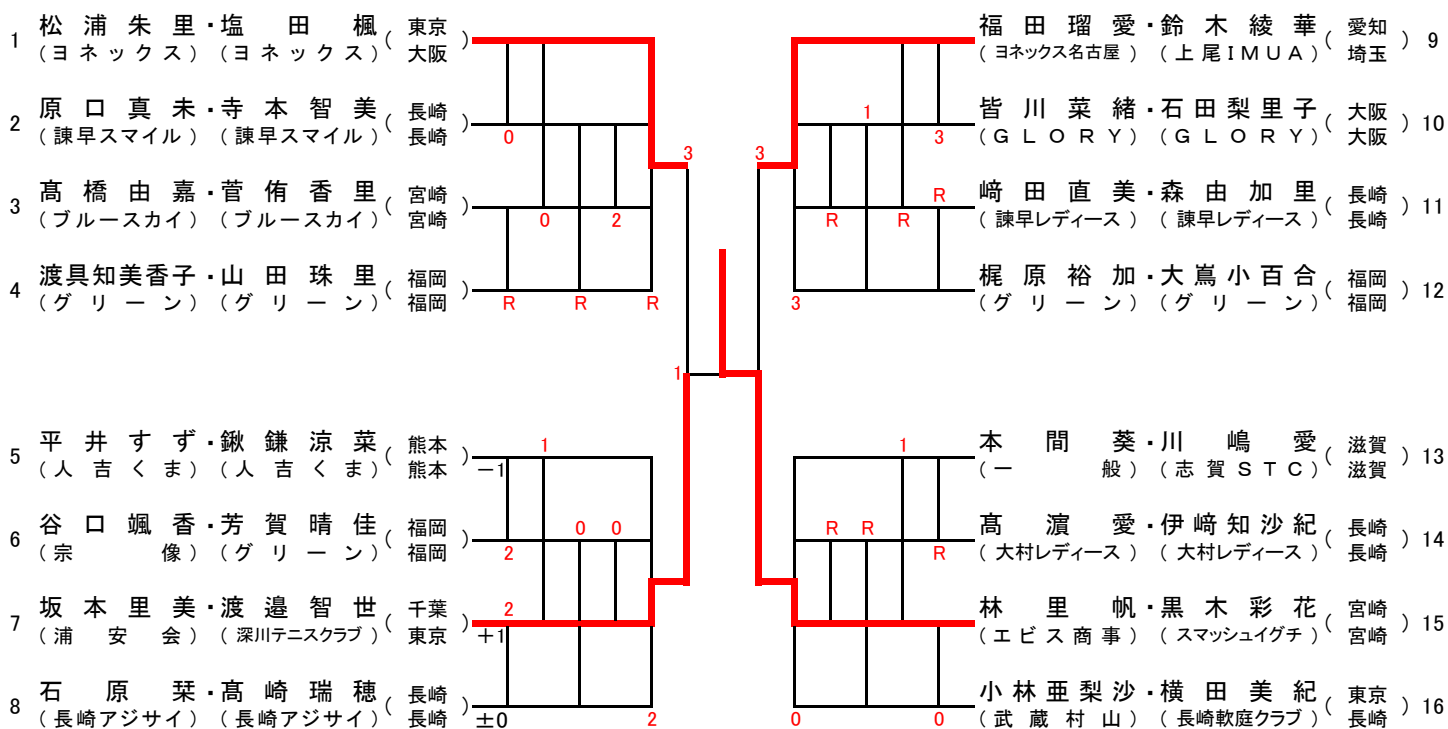 1 松浦朱里・塩田楓 ( 東京
(ヨネックス) (ヨネックス) 大阪 )
2 原口真未・寺本智美 ( 長崎
(諫早スマイル) (諫早スマイル) 長崎 )
0
3 髙橋由嘉・菅侑香里 ( 宮崎
(ブルースカイ) (ブルースカイ) 宮崎 )
0 2
4 渡具知美香子・山田珠里 ( 福岡
(グリーン) (グリーン) 福岡 )
R R R
3
1
5 平井すず・鍬鎌涼菜 ( 熊本
(人吉くま) (人吉くま) 熊本 ) −1
1
6 谷口颯香・芳賀晴佳 ( 福岡
(宗像) (グリーン) 福岡 )
0 0
2
7 坂本里美・渡邉智世 ( 千葉
(浦安会) (深川テニスクラブ) 東京 ) +1
2
8 石原栞・髙崎瑞穂 ( 長崎
(長崎アジサイ) (長崎アジサイ) 長崎 ) ±0
2
福田瑠愛・鈴木綾華 ( 愛知 ) 9
(ヨネックス名古屋) (上尾IMUA) 埼玉
皆川菜緒・石田梨里子 ( 大阪 ) 10
(GLORY) (GLORY) 大阪
1
3
3
﨑田直美・森由加里 ( 長崎 ) 11
(諫早レディース) (諫早レディース) 長崎
R
R R
梶原裕加・大嶌小百合 ( 福岡 ) 12
(グリーン) (グリーン) 福岡
3
本間葵・川嶋愛 ( 滋賀 ) 13
(一般) (志賀STC) 滋賀
1
髙濵愛・伊﨑知沙紀 ( 長崎 ) 14
(大村レディース) (大村レディース) 長崎
R R
R
林里帆・黒木彩花 ( 宮崎 ) 15
(エビス商事) (スマッシュイグチ) 宮崎
小林亜梨沙・横田美紀 ( 東京 ) 16
(武蔵村山) (長崎軟庭クラブ) 長崎
0 0